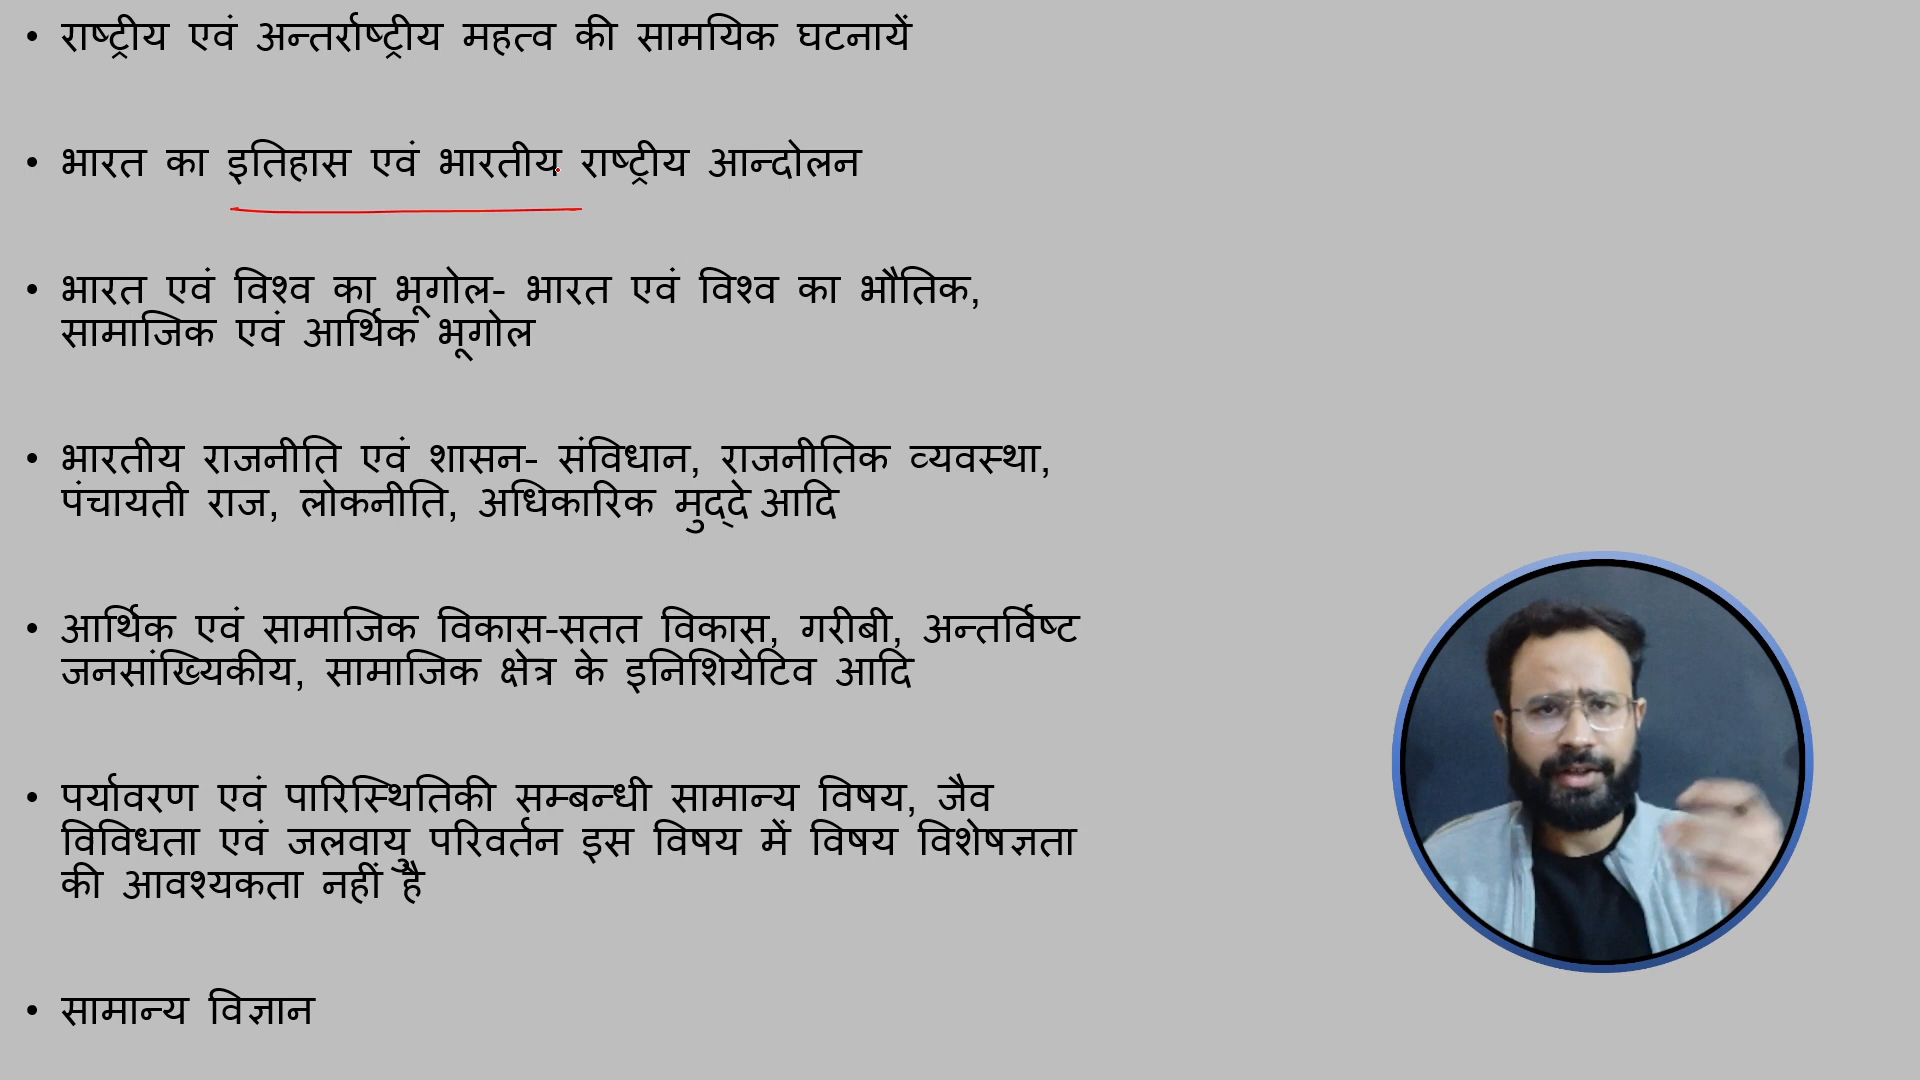 • राष्ट्रीय एवं अन्तर्राष्ट्रीय महत्व की सामयिक घटनायें
• भारत का इतिहास एवं भारतीय राष्ट्रीय आन्दोलन
• भारत एवं विश्व का भूगोल- भारत एवं विश्व का भौतिक,
सामाजिक एवं आर्थिक भूगोल
• भारतीय राजनीति एवं शासन- संविधान, राजनीतिक व्यवस्था,
पंचायती राज, लोकनीति, अधिकारिक मुद्दे आदि
• आर्थिक एवं सामाजिक विकास-सतत विकास, गरीबी, अन्तर्विष्ट
जनसांख्यिकीय, सामाजिक क्षेत्र के इनिशियेटिव आदि
• पर्यावरण एवं पारिस्थितिकी सम्बन्धी सामान्य विषय, जैव
विविधता एवं जलवायु परिवर्तन इस विषय में विषय विशेषज्ञता
की आवश्यकता नहीं है
• सामान्य विज्ञान